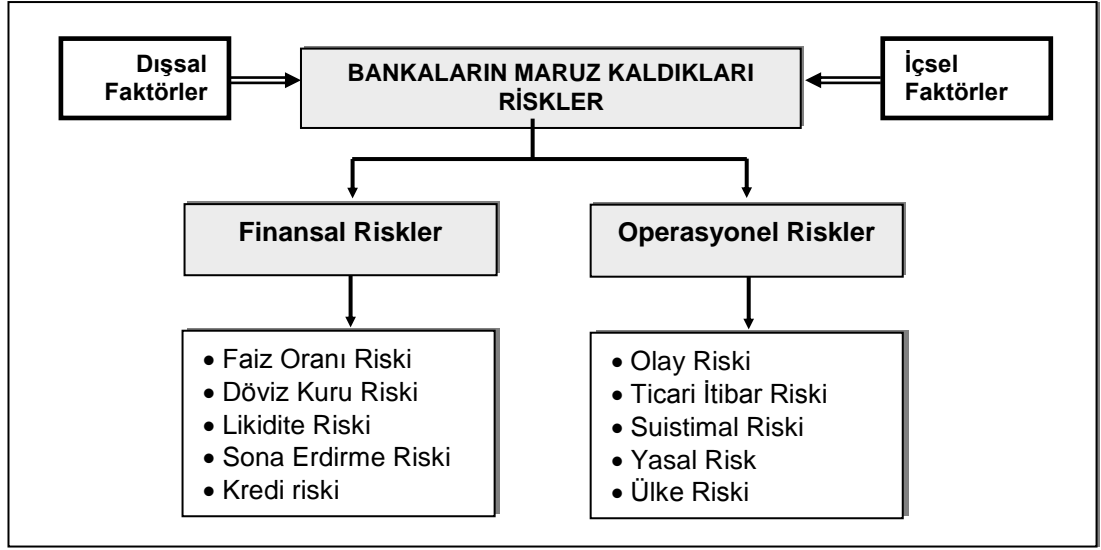 Dışsal
Faktörler
BANKALARIN MARUZ KALDIKLARI
RİSKLER
İçsel
Faktörler
Finansal Riskler
Operasyonel Riskler
• Faiz Oranı Riski
• Döviz Kuru Riski
• Likidite Riski
• Sona Erdirme Riski
• Kredi riski
• Olay Riski
• Ticari İtibar Riski
• Suistimal Riski
• Yasal Risk
• Ülke Riski